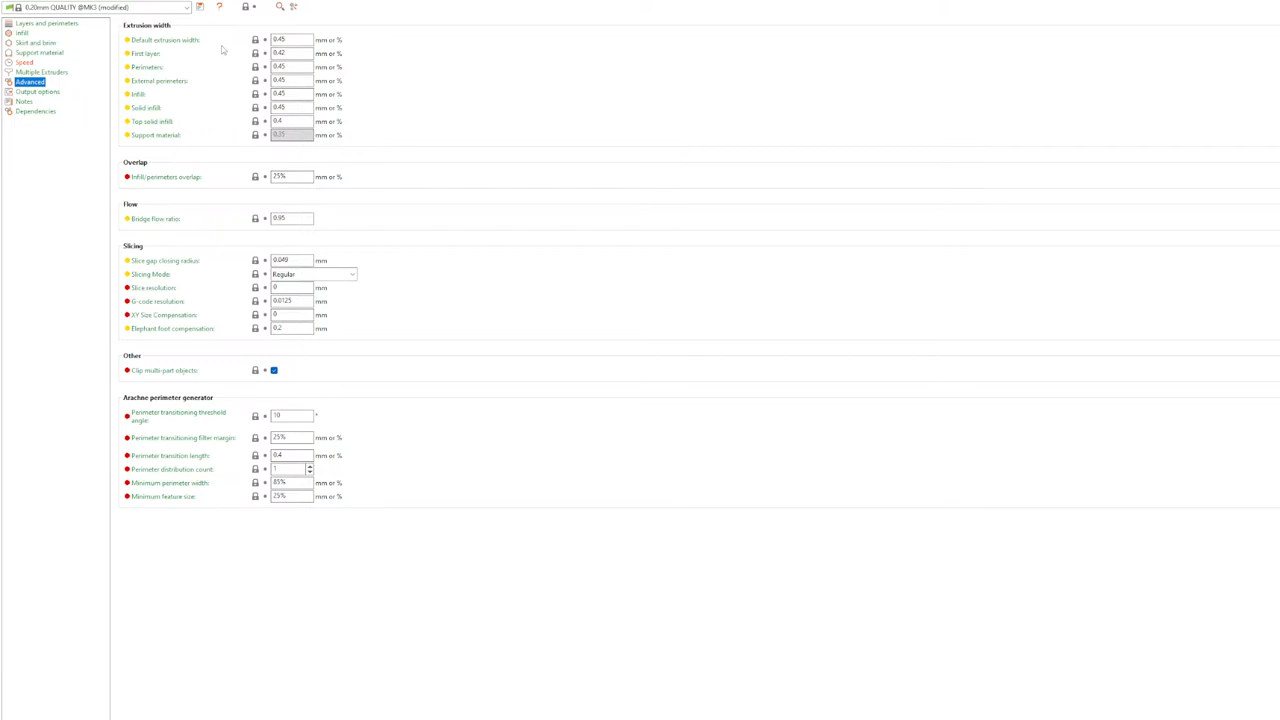 0.20mm QUALITY @MK3 (modified)
Layers and perimeters
Infill
Skirt and brim
Support material
Speed
Multiple Extruders
Advanced
Output options
Notes
Dependencies
Extrusion width
Default extrusion width: 0.45 mm or %
First layer: 0.42 mm or %
Perimeters: 0.45 mm or %
External perimeters: 0.45 mm or %
Infill: 0.45 mm or %
Solid infill: 0.45 mm or %
Top solid infill: 0.4 mm or %
Support material: 0.35 mm or %
Overlap
Infill/perimeters overlap: 25% mm or %
Flow
Bridge flow ratio: 0.95
Slicing
Slice gap closing radius: 0.049 mm
Slicing Mode: Regular
Slice resolution: 0 mm
G-code resolution: 0.0125 mm
XY Size Compensation: 0 mm
Elephant foot compensation: 0.2 mm
Other
Clip multi-part objects:
Arachne perimeter generator
Perimeter transitioning threshold
angle: 10 °
Perimeter transitioning filter margin: 25% mm or %
Perimeter transition length: 0.4 mm or %
Perimeter distribution count: 1
Minimum perimeter width: 85% mm or %
Minimum feature size: 25% mm or %